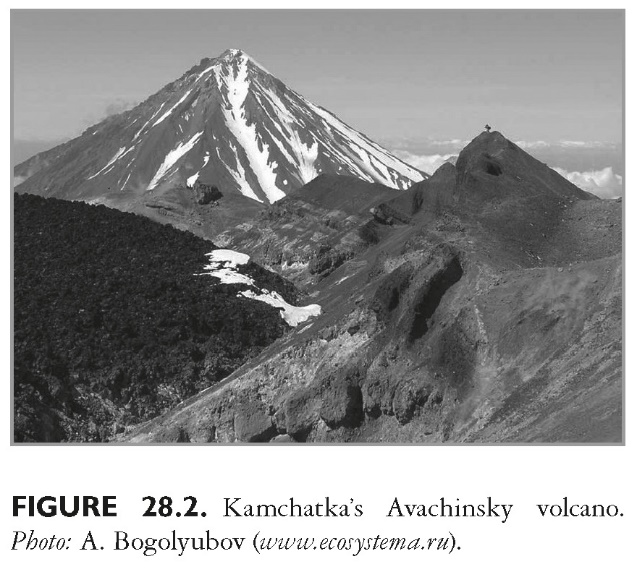 FIGURE 28.2. Kamchatka's Avachinsky volcano.
Photo: A. Bogolyubov (www.ecosystema.ru).